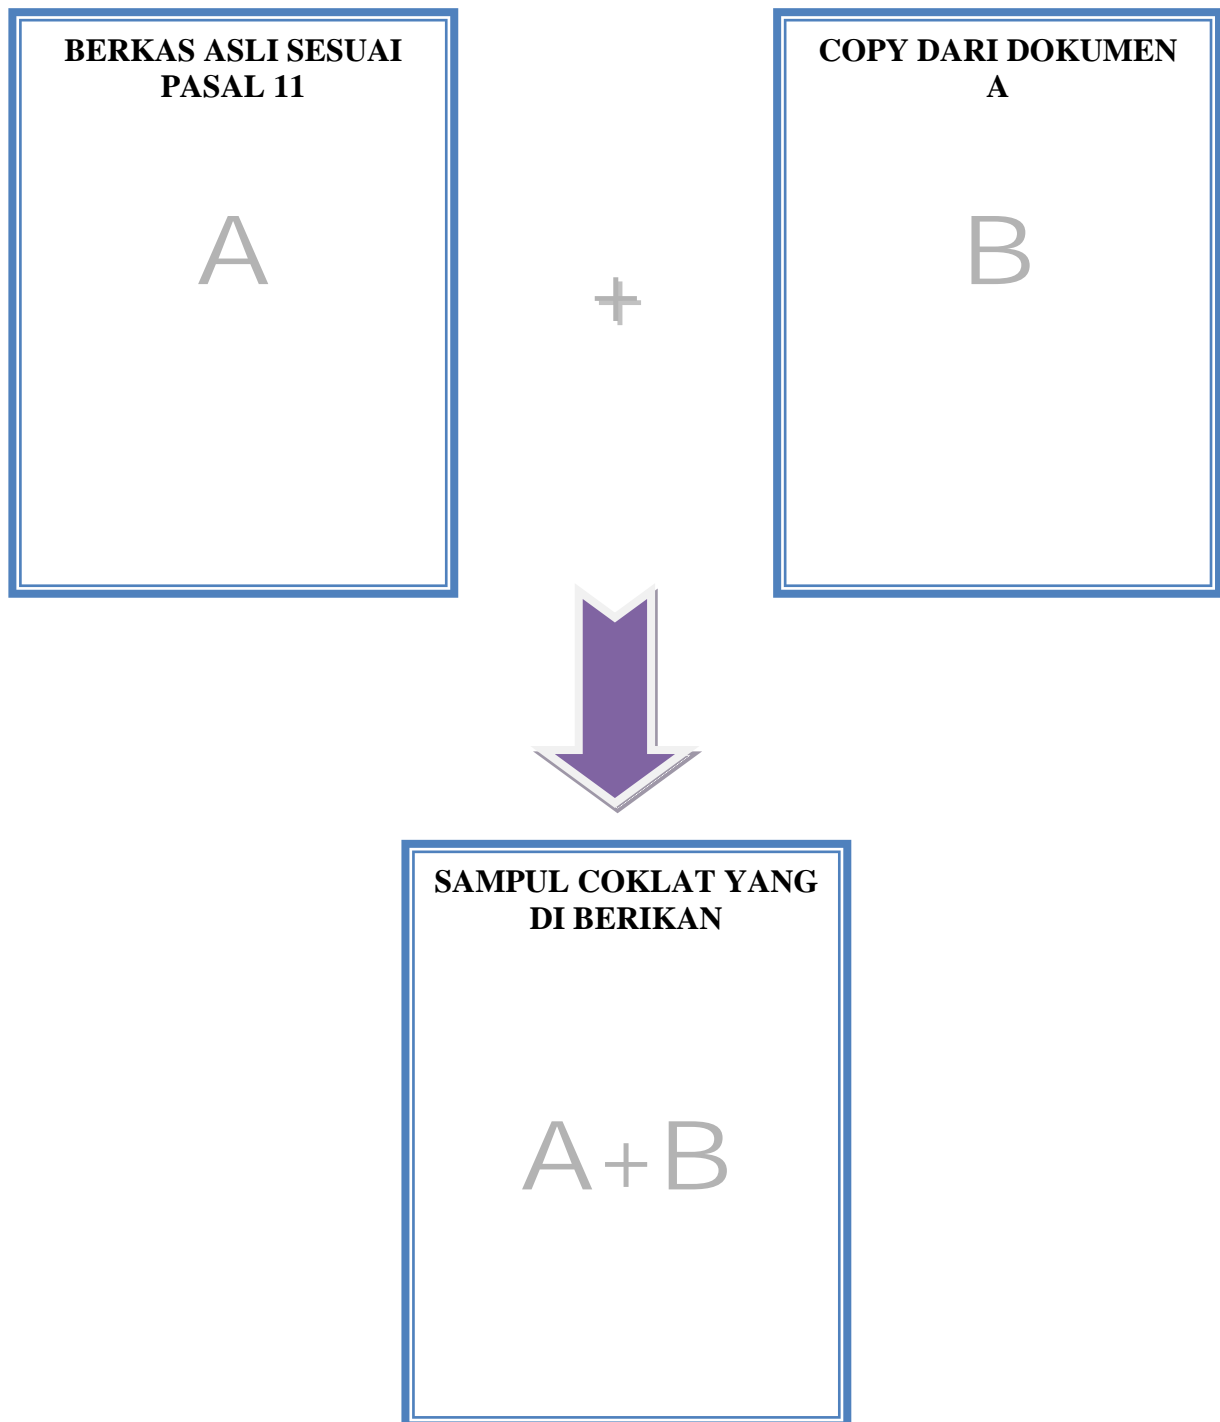 BERKAS ASLI SESUAI
PASAL 11
A
+
COPY DARI DOKUMEN
A
B
SAMPUL COKLAT YANG
DI BERIKAN
A+B